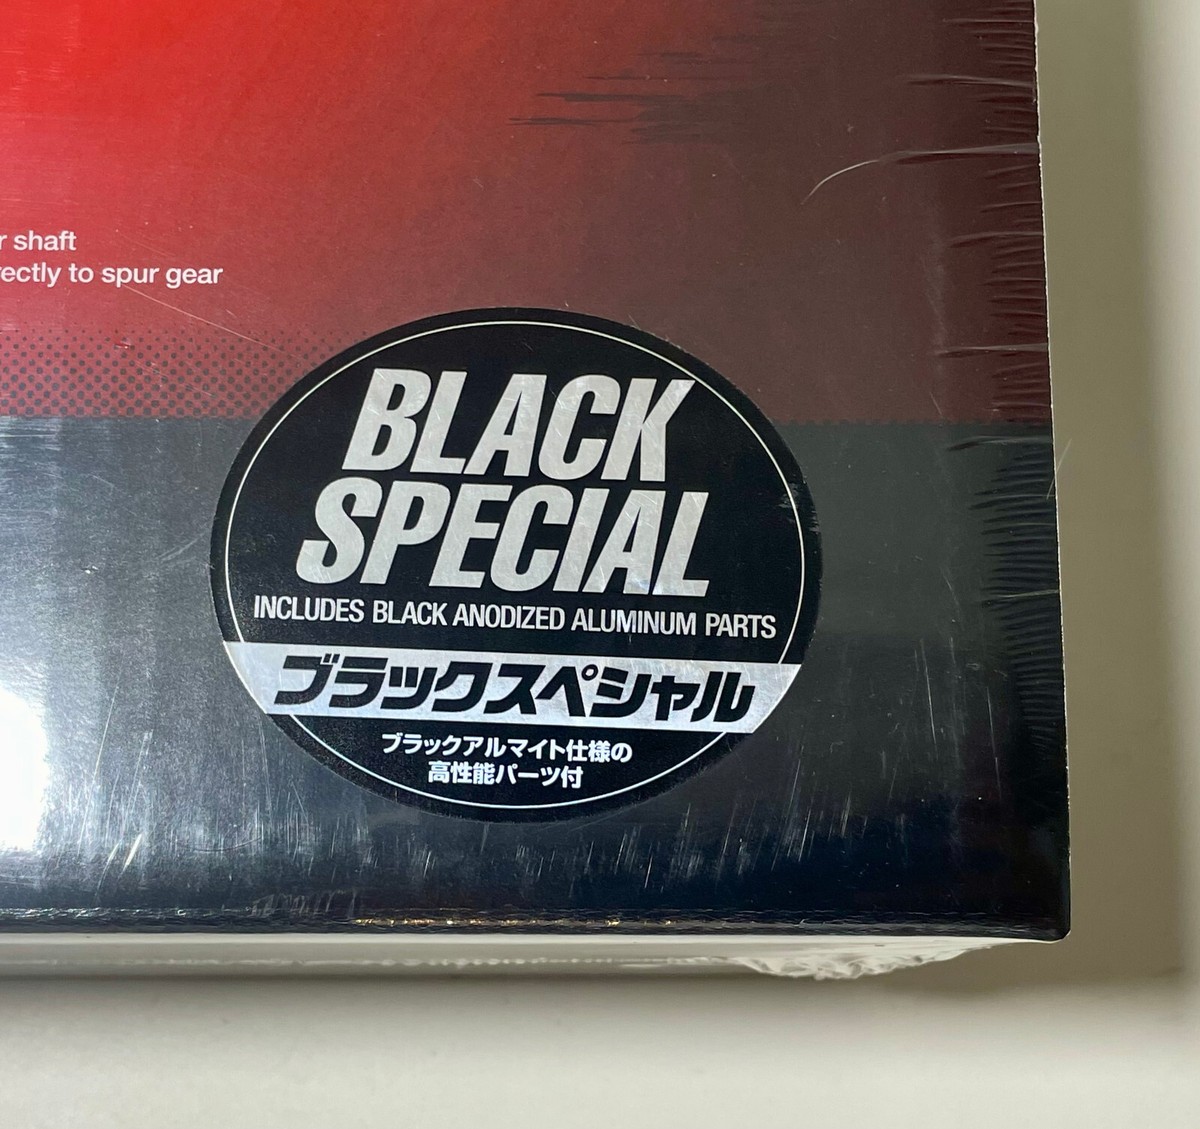 shaft
to spur gear
BLACK
SPECIAL
INCLUDES BLACK ANODIZED ALUMINUM PARTS
ブラックスペシャル
ブラックアルマイト仕様の
高性能パーツ付